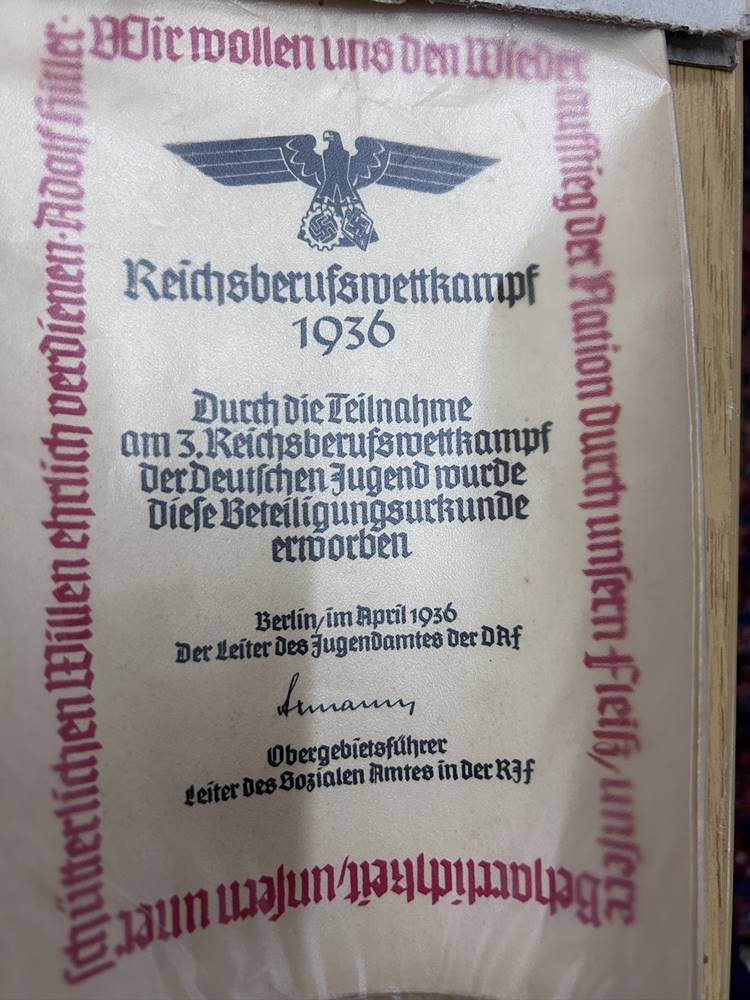 Wir wollen uns den Wieder
aufstieg der Nation durch unsern Fleiß, unsere
Beharrlichkeit, unsern uner
schütterlichen Willen ehrlich verdienen. Adolf Hitler.
Reichsberufswettkampf
1936
Durch die Teilnahme
am 3. Reichsberufswettkampf
der Deutschen Jugend wurde
diese Beteiligungsurkunde
erworben
Berlin, im April 1936
Der Leiter des Jugendamtes der DAF
Axmann
Obergebietsführer
Leiter des Sozialen Amtes in der RJF